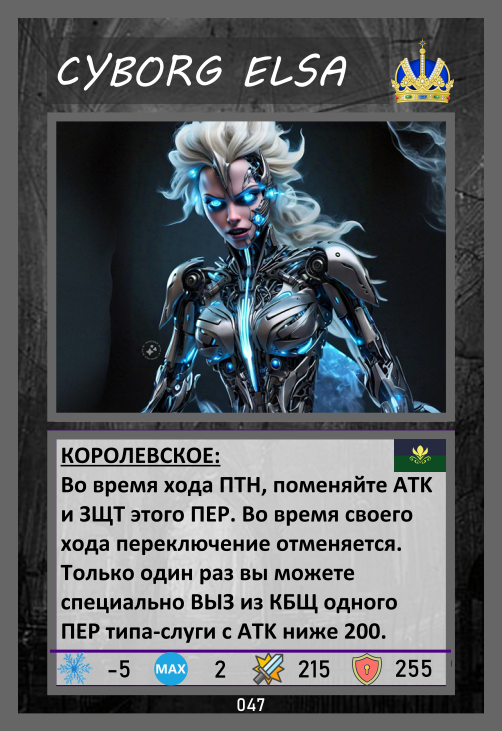 CYBORG ELSA
КОРОЛЕВСКОЕ:
Во время хода ПТН, поменяйте АТК
и ЗЩТ этого ПЕР. Во время своего
хода переключение отменяется.
Только один раз вы можете
специально ВЫЗ из КБЩ одного
ПЕР типа-слуги с АТК ниже 200.
-5 MAX 2 215 255
047